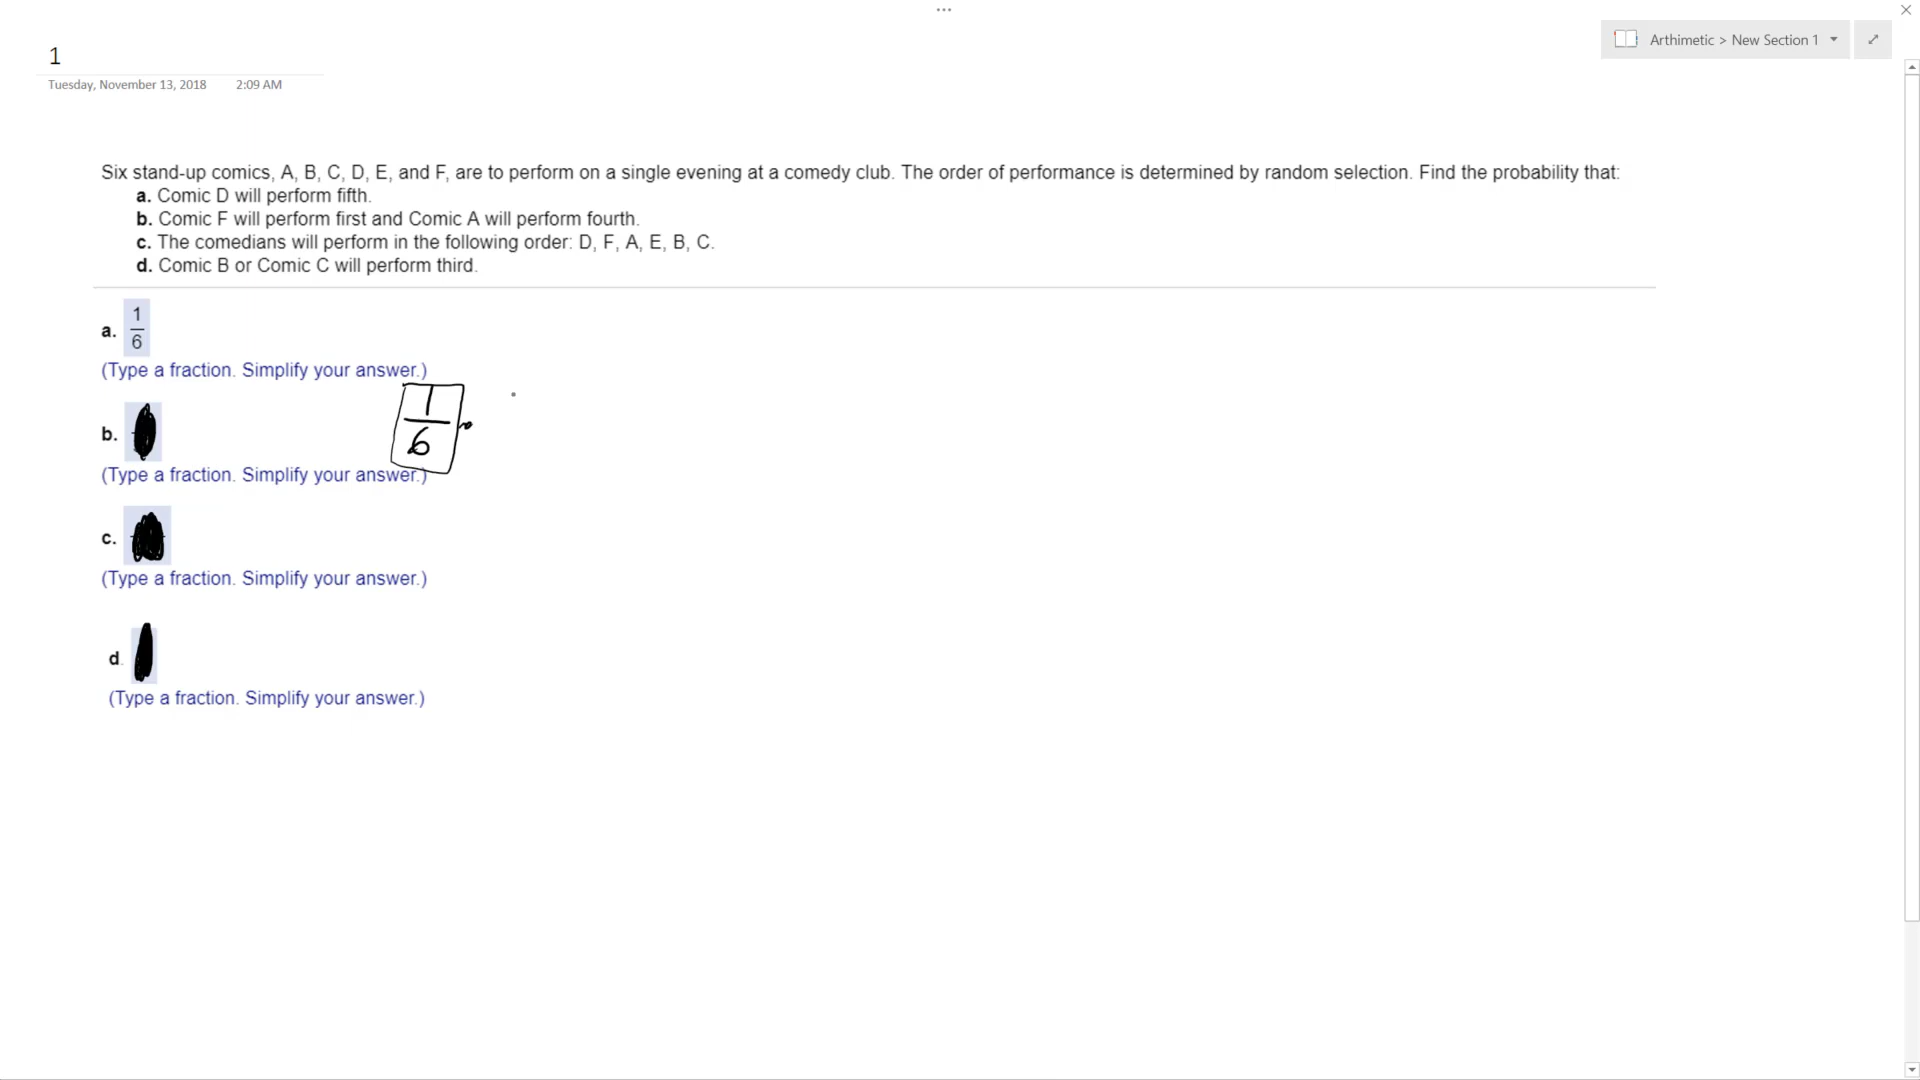 ...
1
Arthimetic > New Section 1
Tuesday, November 13, 2018 2:09 AM
Six stand-up comics, A, B, C, D, E, and F, are to perform on a single evening at a comedy club. The order of performance is determined by random selection. Find the probability that:
a. Comic D will perform fifth.
b. Comic F will perform first and Comic A will perform fourth.
c. The comedians will perform in the following order: D, F, A, E, B, C.
d. Comic B or Comic C will perform third.
a. 1/6
(Type a fraction. Simplify your answer.)
1/6
b.
(Type a fraction. Simplify your answer.)
c.
(Type a fraction. Simplify your answer.)
d.
(Type a fraction. Simplify your answer.)